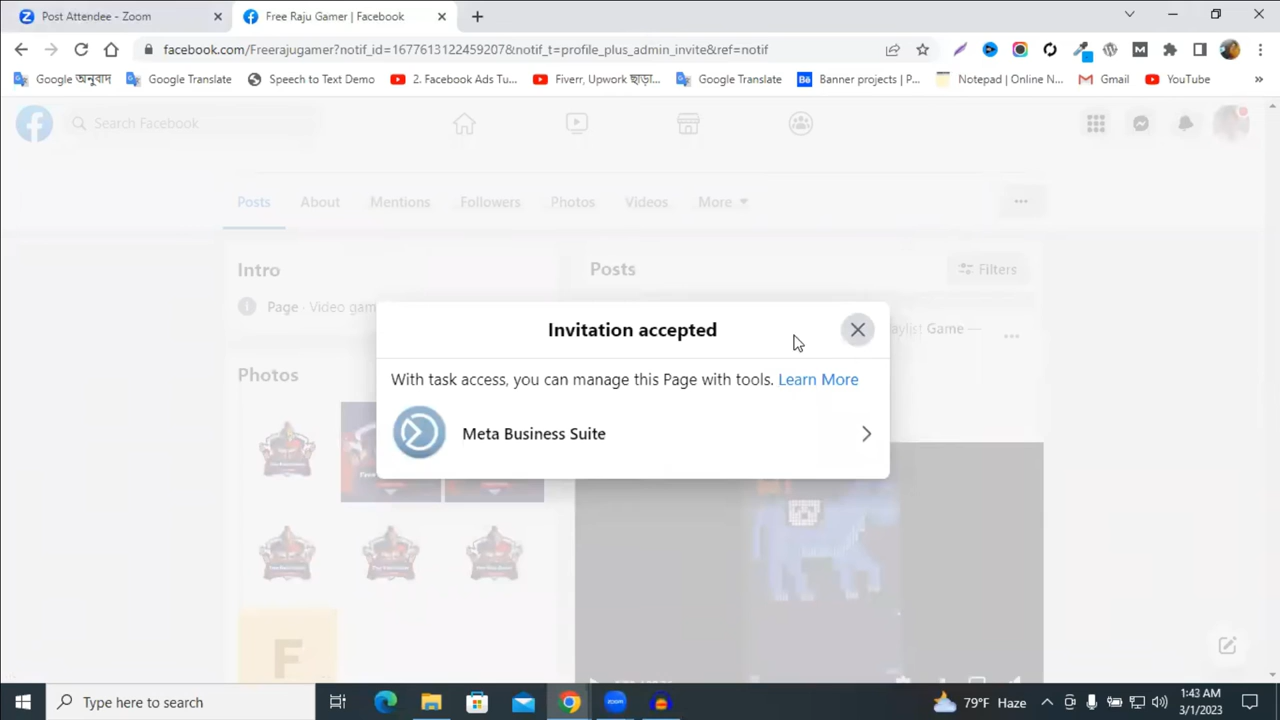 Post Attendee - Zoom
Free Raju Gamer | Facebook
facebook.com/Freerajugamer?notif_id=1677613122459207&notif_t=profile_plus_admin_invite&ref=notif
Google অনুবাদ
Google Translate
Speech to Text Demo
2. Facebook Ads Tu...
Fiverr, Upwork ছাড়া...
Google Translate
Banner projects | P...
Notepad | Online N...
Gmail
YouTube
Search Facebook
Posts
About
Mentions
Followers
Photos
Videos
More
Intro
Page · Video gam
Photos
Posts
Filters
aylist Game —
Invitation accepted
With task access, you can manage this Page with tools. Learn More
Meta Business Suite
F
Type here to search
zoom
79°F Haze
1:43 AM
3/1/2023